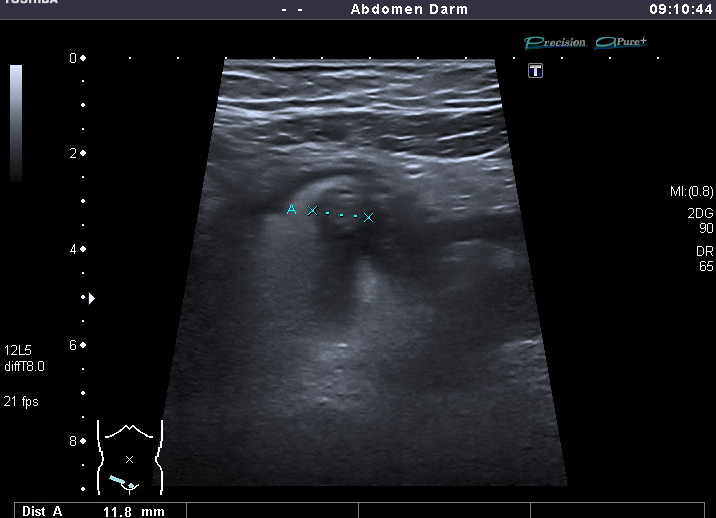 TOSHIBA
- - Abdomen Darm 09:10:44
Precision APure+
T
0
2
4
6
8
A
MI:(0.8)
2DG
90
DR
65
12L5
diffT8.0
21 fps
Dist A 11.8 mm